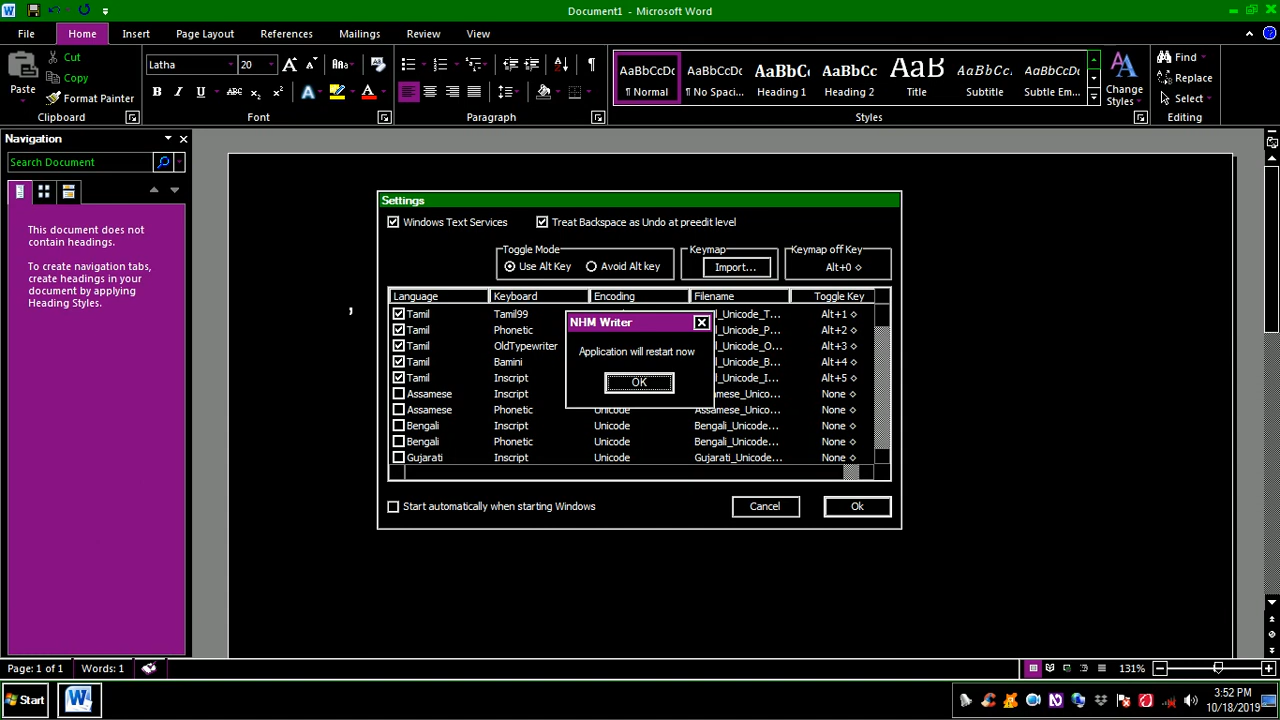 Document1 - Microsoft Word
File Home Insert Page Layout References Mailings Review View
Paste
Cut
Copy
Format Painter
Clipboard
Latha 20
Font
Paragraph
AaBbCcDc AaBbCcDc AaBbCc AaBbCc AaB AaBbCcL AaBbCcDc
¶ Normal ¶ No Spaci... Heading 1 Heading 2 Title Subtitle Subtle Em...
Change
Styles
Styles
Find
Replace
Select
Editing
Navigation
Search Document
This document does not
contain headings.
To create navigation tabs,
create headings in your
document by applying
Heading Styles.
,
Settings
Windows Text Services Treat Backspace as Undo at preedit level
Toggle Mode Keymap Keymap off Key
Use Alt Key Avoid Alt key Import... Alt+0
Language Keyboard Encoding Filename Toggle Key
Tamil Tamil99 l_Unicode_T... Alt+1
Tamil Phonetic l_Unicode_P... Alt+2
Tamil OldTypewriter l_Unicode_O... Alt+3
Tamil Bamini l_Unicode_B... Alt+4
Tamil Inscript l_Unicode_I... Alt+5
Assamese Inscript mese_Unico... None
Assamese Phonetic Unicode Assamese_Unico... None
Bengali Inscript Unicode Bengali_Unicode... None
Bengali Phonetic Unicode Bengali_Unicode... None
Gujarati Inscript Unicode Gujarati_Unicode... None
NHM Writer
Application will restart now
OK
Start automatically when starting Windows Cancel Ok
Page: 1 of 1 Words: 1 131%
Start
3:52 PM
10/18/2019